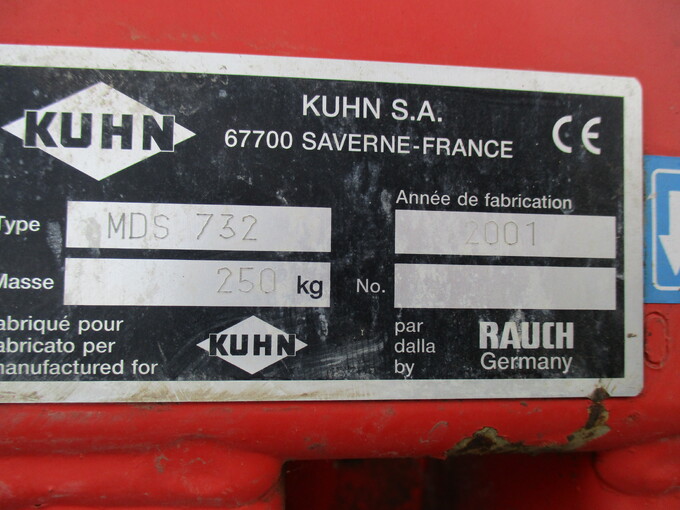 KUHN
KUHN S.A.
67700 SAVERNE-FRANCE
CE
Année de fabrication
Type MDS 732 2001
Masse 250 kg No.
abriqué pour
abbricato per
manufactured for
KUHN
par
dalla
by
RAUCH
Germany